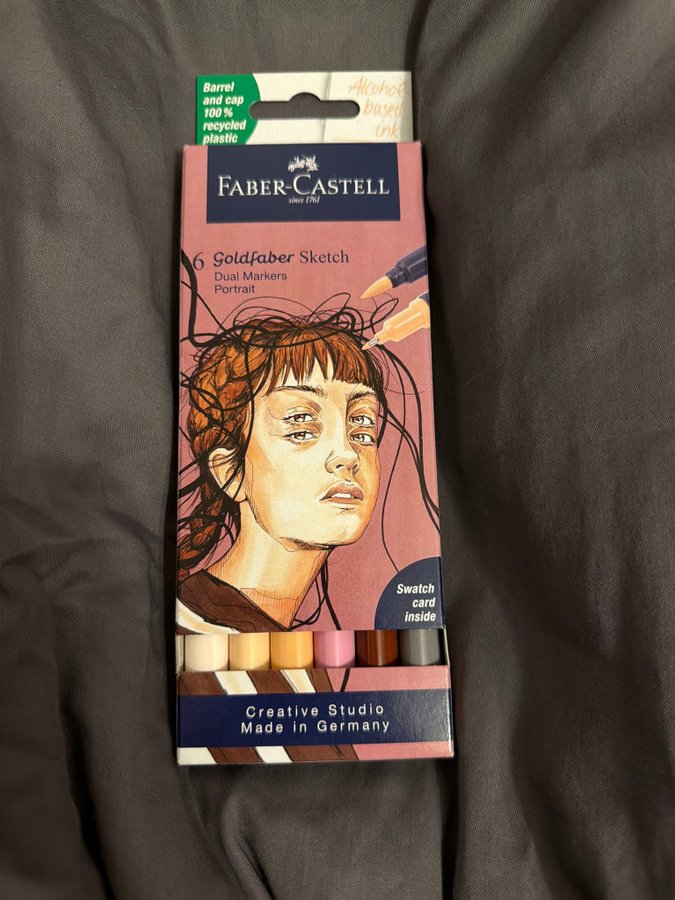 Barrel
and cap
100 %
recycled
plastic
Alcohol
based
ink
FABER-CASTELL
since 1761
6 Goldfaber Sketch
Dual Markers
Portrait
Swatch
card
inside
Creative Studio
Made in Germany